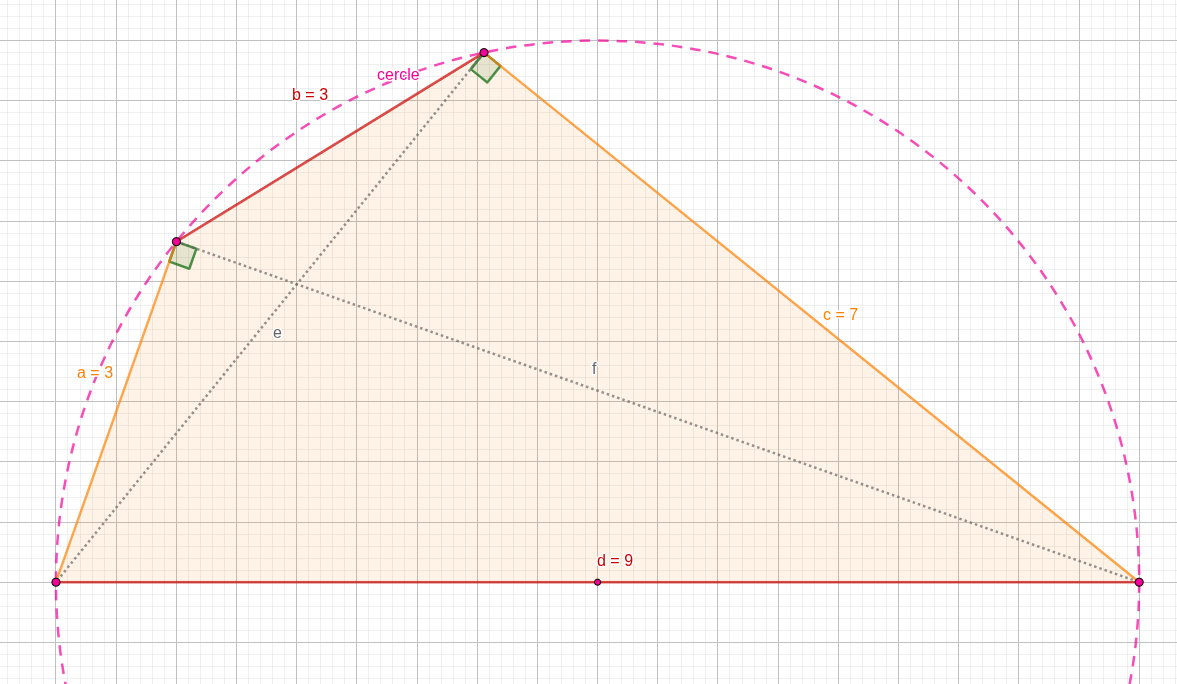 cercle
b = 3
e
f
c = 7
a = 3
d = 9